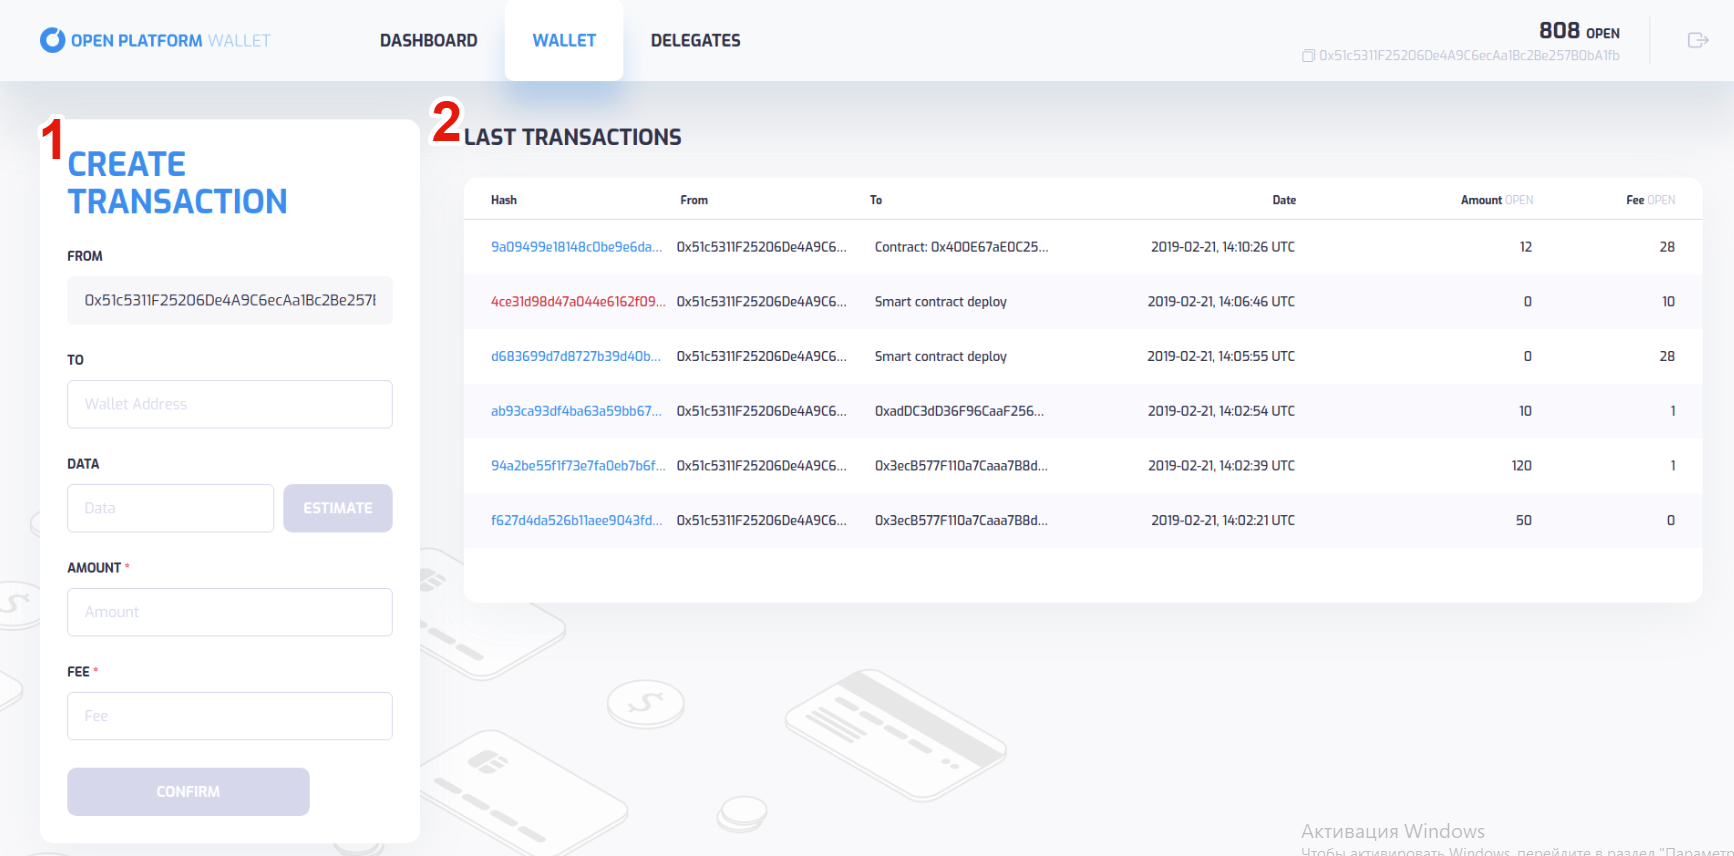 OPEN PLATFORM WALLET
DASHBOARD
WALLET
DELEGATES
808 OPEN
0x51c5311F25206De4A9C6ecAa1Bc2Be257B0bA1fb
1
CREATE
TRANSACTION
FROM
0x51c5311F25206De4A9C6ecAa1Bc2Be257
TO
Wallet Address
DATA
Data
ESTIMATE
AMOUNT *
Amount
FEE *
Fee
CONFIRM
2
LAST TRANSACTIONS
Hash From To Date Amount OPEN Fee OPEN
9a09499e18148c0be9e6da... 0x51c5311F25206De4A9C6... Contract: 0x400E67aE0C25... 2019-02-21, 14:10:26 UTC 12 28
4ce31d98d47a044e6162f09... 0x51c5311F25206De4A9C6... Smart contract deploy 2019-02-21, 14:06:46 UTC 0 10
d683699d7d8727b39d40b... 0x51c5311F25206De4A9C6... Smart contract deploy 2019-02-21, 14:05:55 UTC 0 28
ab93ca93df4ba63a59bb67... 0x51c5311F25206De4A9C6... 0xadDC3dD36F96CaaF256... 2019-02-21, 14:02:54 UTC 10 1
94a2be55f1f73e7fa0eb7b6f... 0x51c5311F25206De4A9C6... 0x3ecB577F110a7Caaa7B8d... 2019-02-21, 14:02:39 UTC 120 1
f627d4da526b11aee9043fd... 0x51c5311F25206De4A9C6... 0x3ecB577F110a7Caaa7B8d... 2019-02-21, 14:02:21 UTC 50 0
Активация Windows
Чтобы активировать Windows, перейдите в раздел "Параметр